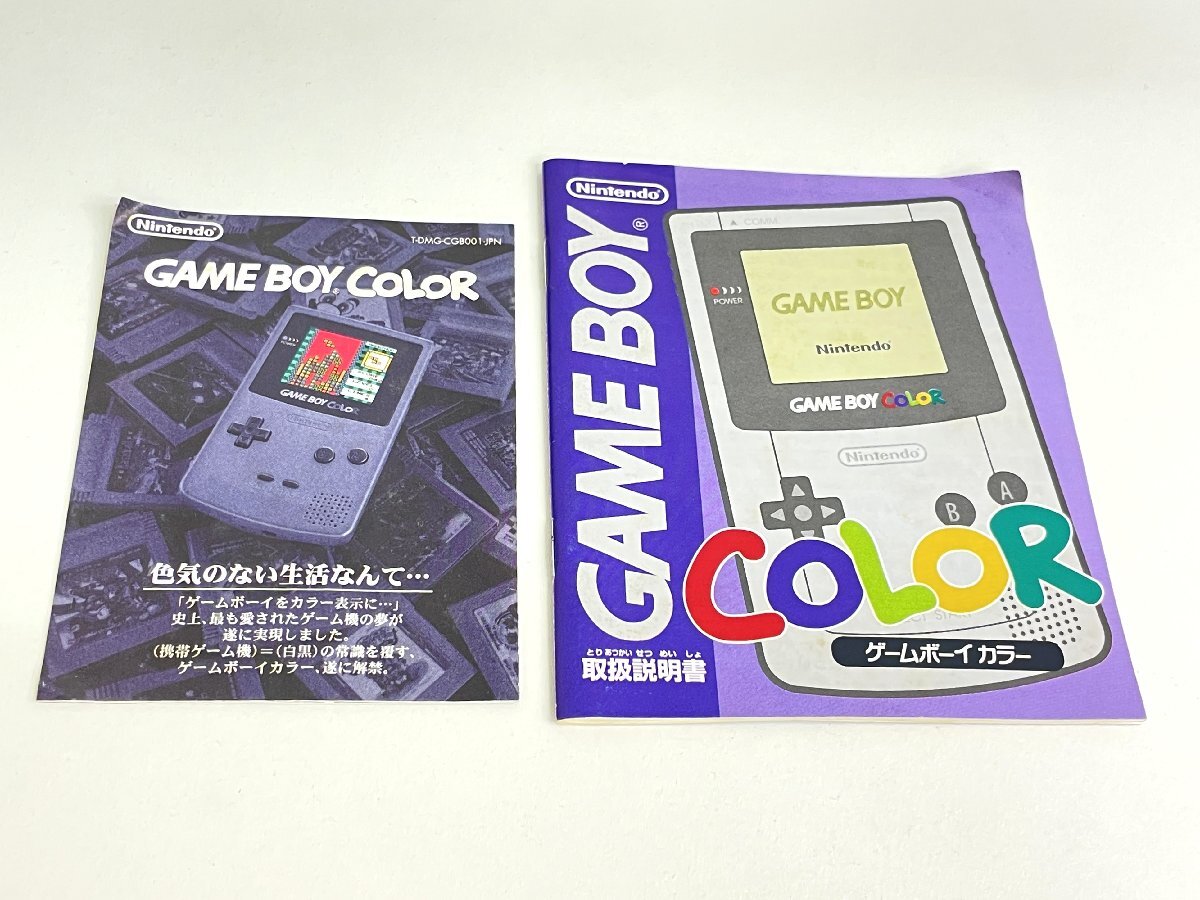 Nintendo
T-DMG-CGB001-JPN
GAME BOY COLOR
POWER
GAME BOY COLOR
色気のない生活なんて…
「ゲームボーイをカラー表示に…」
史上、最も愛されたゲーム機の夢が
遂に実現しました。
(携帯ゲーム機)=(白黒)の常識を覆す、
ゲームボーイカラー、遂に解禁。
Nintendo
GAME BOY®
▲ COMM.
POWER
GAME BOY
Nintendo
GAME BOY COLOR
Nintendo
A
B
COLOR
START
ゲームボーイ カラー
とりあつかい せつ めい しょ
取扱説明書